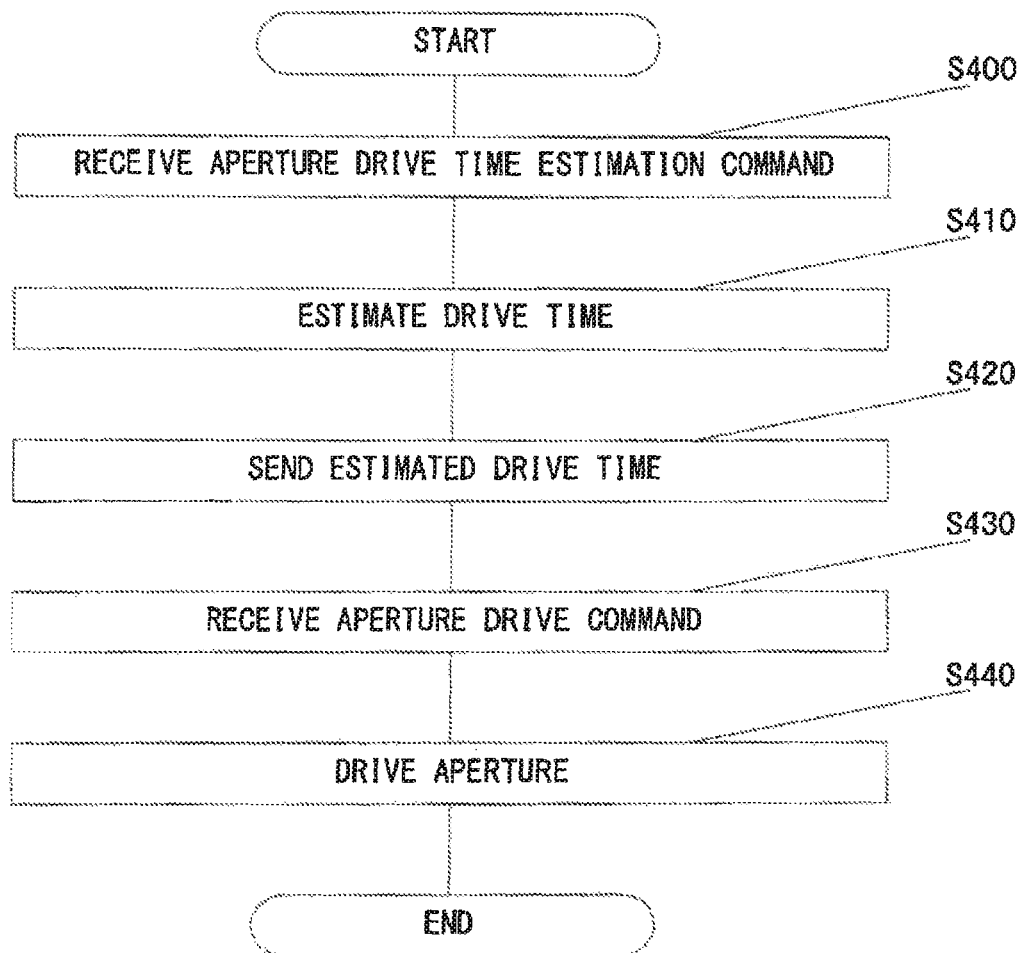 START
S400
RECEIVE APERTURE DRIVE TIME ESTIMATION COMMAND
S410
ESTIMATE DRIVE TIME
S420
SEND ESTIMATED DRIVE TIME
S430
RECEIVE APERTURE DRIVE COMMAND
S440
DRIVE APERTURE
END